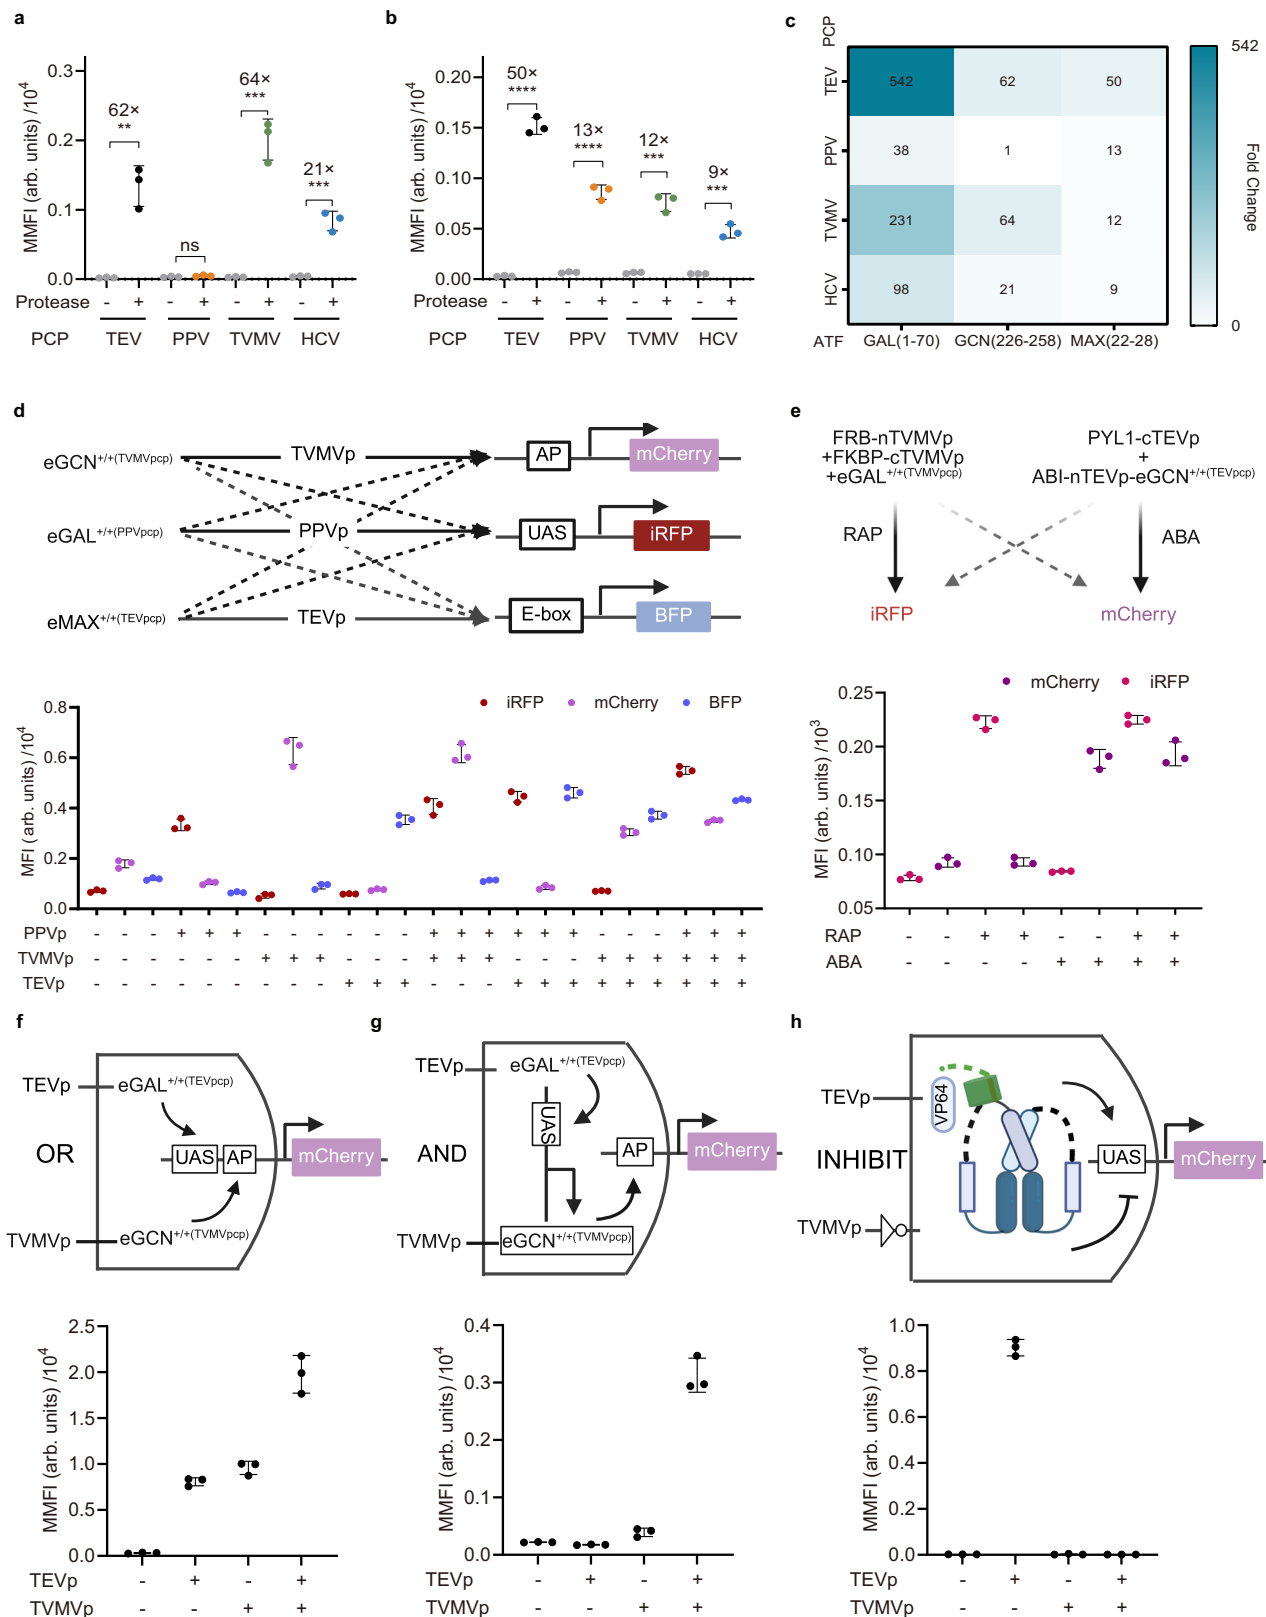 a
MMFI (arb. units) /10⁴
0.3
0.2
0.1
0.0
62×
**
ns
64×
***
21×
***
Protease - + - + - + - +
PCP TEV PPV TVMV HCV
b
MMFI (arb. units) /10⁴
0.20
0.15
0.10
0.05
0.00
50×
****
13×
****
12×
***
9×
***
Protease - + - + - + - +
PCP TEV PPV TVMV HCV
c
PCP
TEV 542 62 50
PPV 38 1 13
TVMV 231 64 12
HCV 98 21 9
ATF GAL(1-70) GCN(226-258) MAX(22-28)
542
0
Fold Change
d
eGCN+/+(TVMVpcp) TVMVp AP mCherry
eGAL+/+(PPVpcp) PPVp UAS iRFP
eMAX+/+(TEVpcp) TEVp E-box BFP
iRFP mCherry BFP
MFI (arb. units) /10⁴
0.8
0.6
0.4
0.2
0.0
PPVp - - - + + + - - - - - - + + + + + + - - - + + +
TVMVp - - - - - - + + + - - - + + + - - - + + + + + +
TEVp - - - - - - - - - + + + - - - + + + + + + + + +
e
FRB-nTVMVp
+FKBP-cTVMVp
+eGAL+/+(TVMVpcp)
PYL1-cTEVp
+
ABI-nTEVp-eGCN+/+(TEVpcp)
RAP ABA
iRFP mCherry
mCherry iRFP
MFI (arb. units) /10³
0.25
0.20
0.15
0.10
0.05
RAP - - + + - - + +
ABA - - - - + + + +
f
TEVp eGAL+/+(TEVpcp)
OR UAS AP mCherry
TVMVp eGCN+/+(TVMVpcp)
MMFI (arb. units) /10⁴
2.5
2.0
1.5
1.0
0.5
0.0
TEVp - + - +
TVMVp - - + +
g
TEVp eGAL+/+(TEVpcp)
UAS
AND AP mCherry
TVMVp eGCN+/+(TVMVpcp)
MMFI (arb. units) /10⁴
0.4
0.3
0.2
0.1
0.0
TEVp - + - +
TVMVp - - + +
h
TEVp VP64
INHIBIT UAS mCherry
TVMVp
MMFI (arb. units) /10⁴
1.0
0.8
0.6
0.4
0.2
0.0
TEVp - + - +
TVMVp - - + +